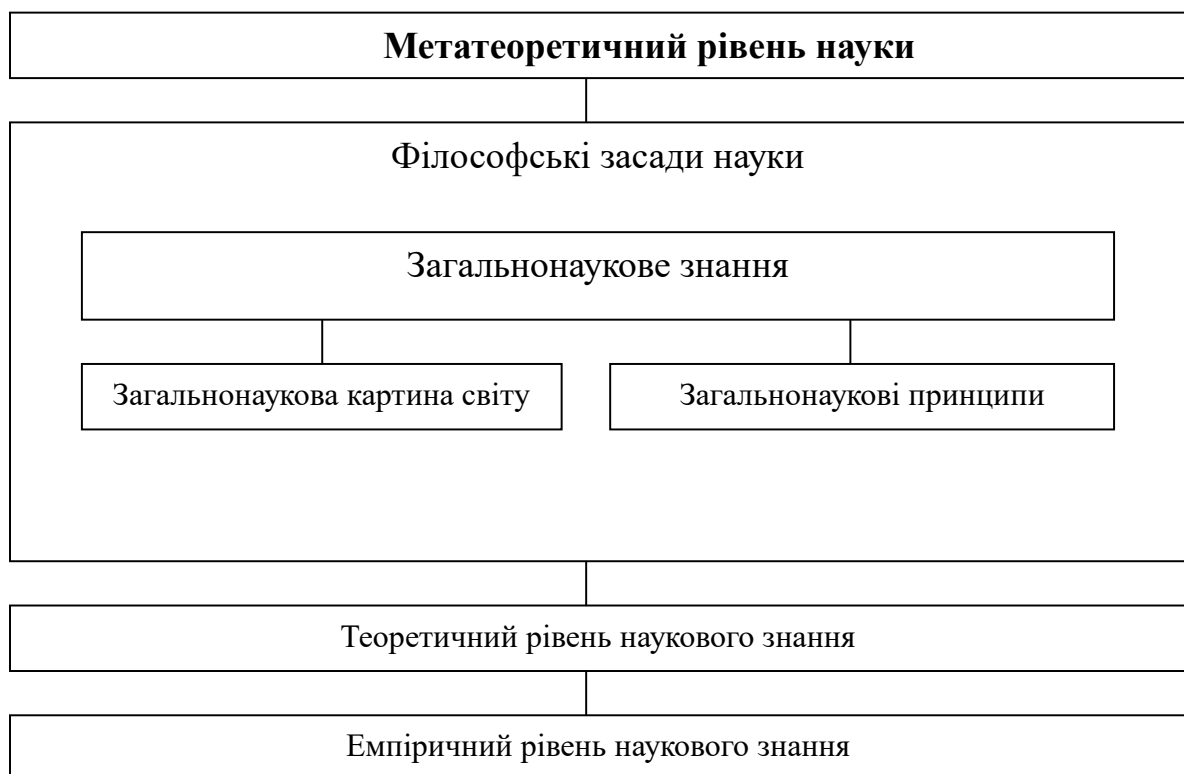 Метатеоретичний рівень науки
Філософські засади науки
Загальнонаукове знання
Загальнонаукова картина світу
Загальнонаукові принципи
Теоретичний рівень наукового знання
Емпіричний рівень наукового знання